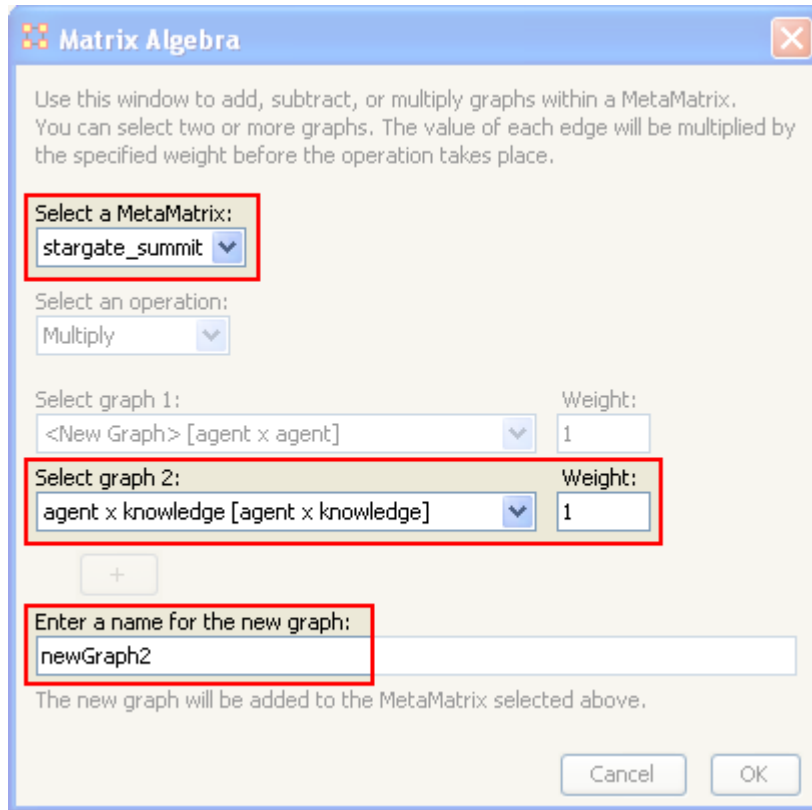 Matrix Algebra
Use this window to add, subtract, or multiply graphs within a MetaMatrix.
You can select two or more graphs. The value of each edge will be multiplied by
the specified weight before the operation takes place.
Select a MetaMatrix:
stargate_summit
Select an operation:
Multiply
Select graph 1: Weight:
<New Graph> [agent x agent] 1
Select graph 2: Weight:
agent x knowledge [agent x knowledge] 1
+
Enter a name for the new graph:
newGraph2
The new graph will be added to the MetaMatrix selected above.
Cancel OK